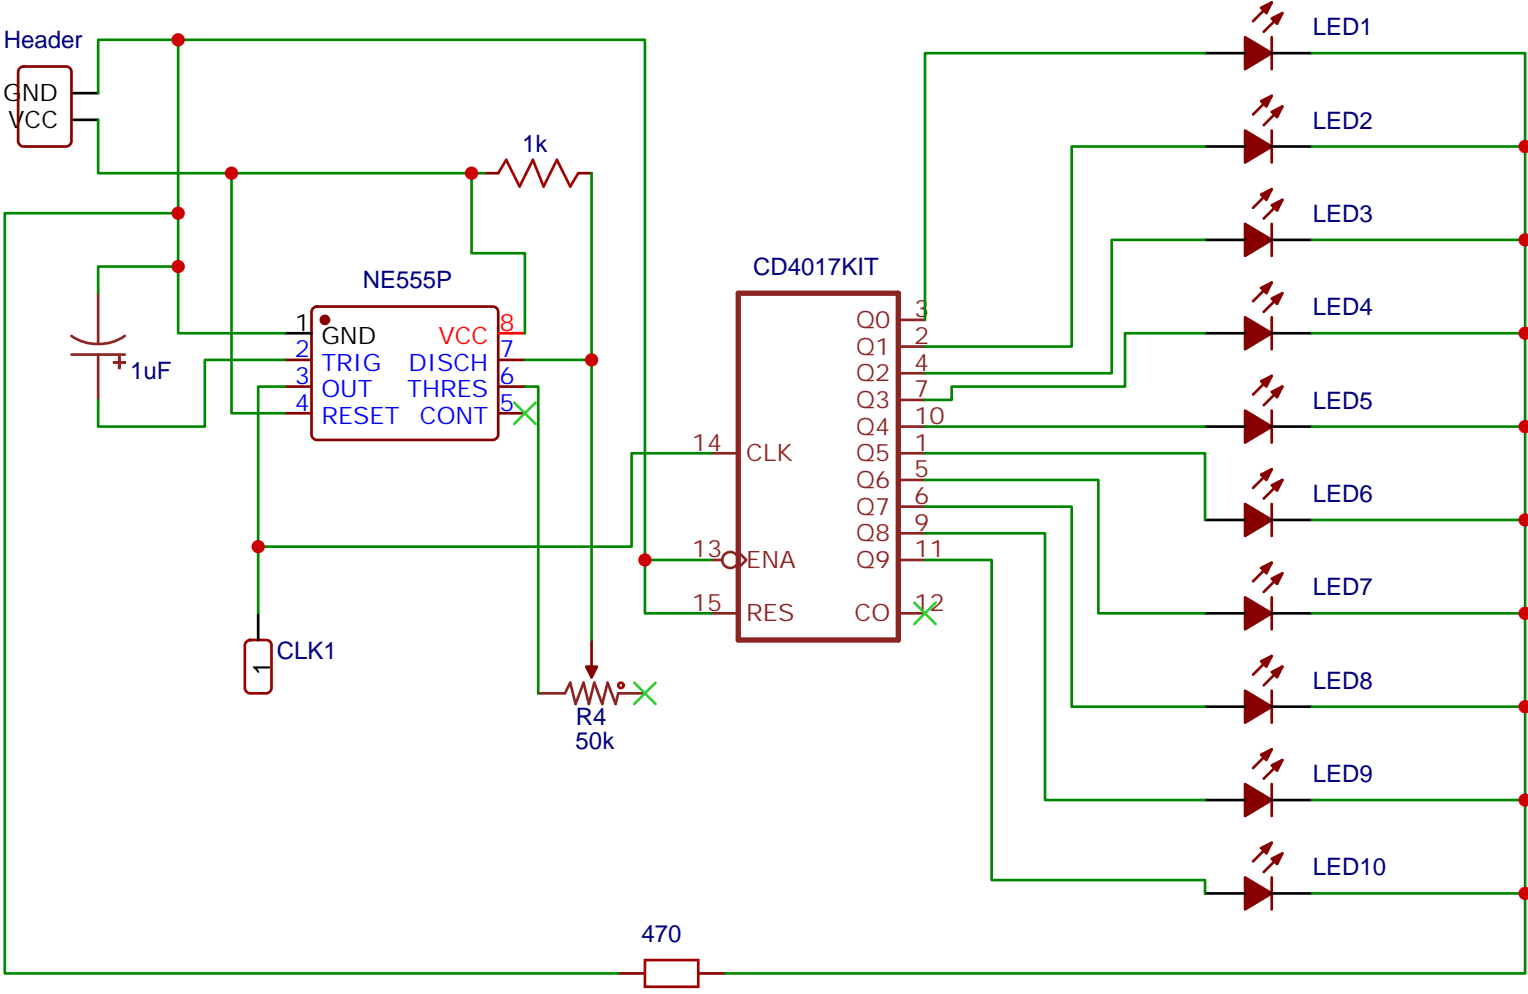 Header
GND
VCC
1k
NE555P
1 GND VCC 8
2 TRIG DISCH 7
3 OUT THRES 6
4 RESET CONT 5
1uF
CLK1
1
R4
50k
CD4017KIT
Q0 3
Q1 2
Q2 4
Q3 7
Q4 10
14 CLK Q5 1
Q6 5
Q7 6
Q8 9
13 ENA Q9 11
15 RES CO 12
LED1
LED2
LED3
LED4
LED5
LED6
LED7
LED8
LED9
LED10
470